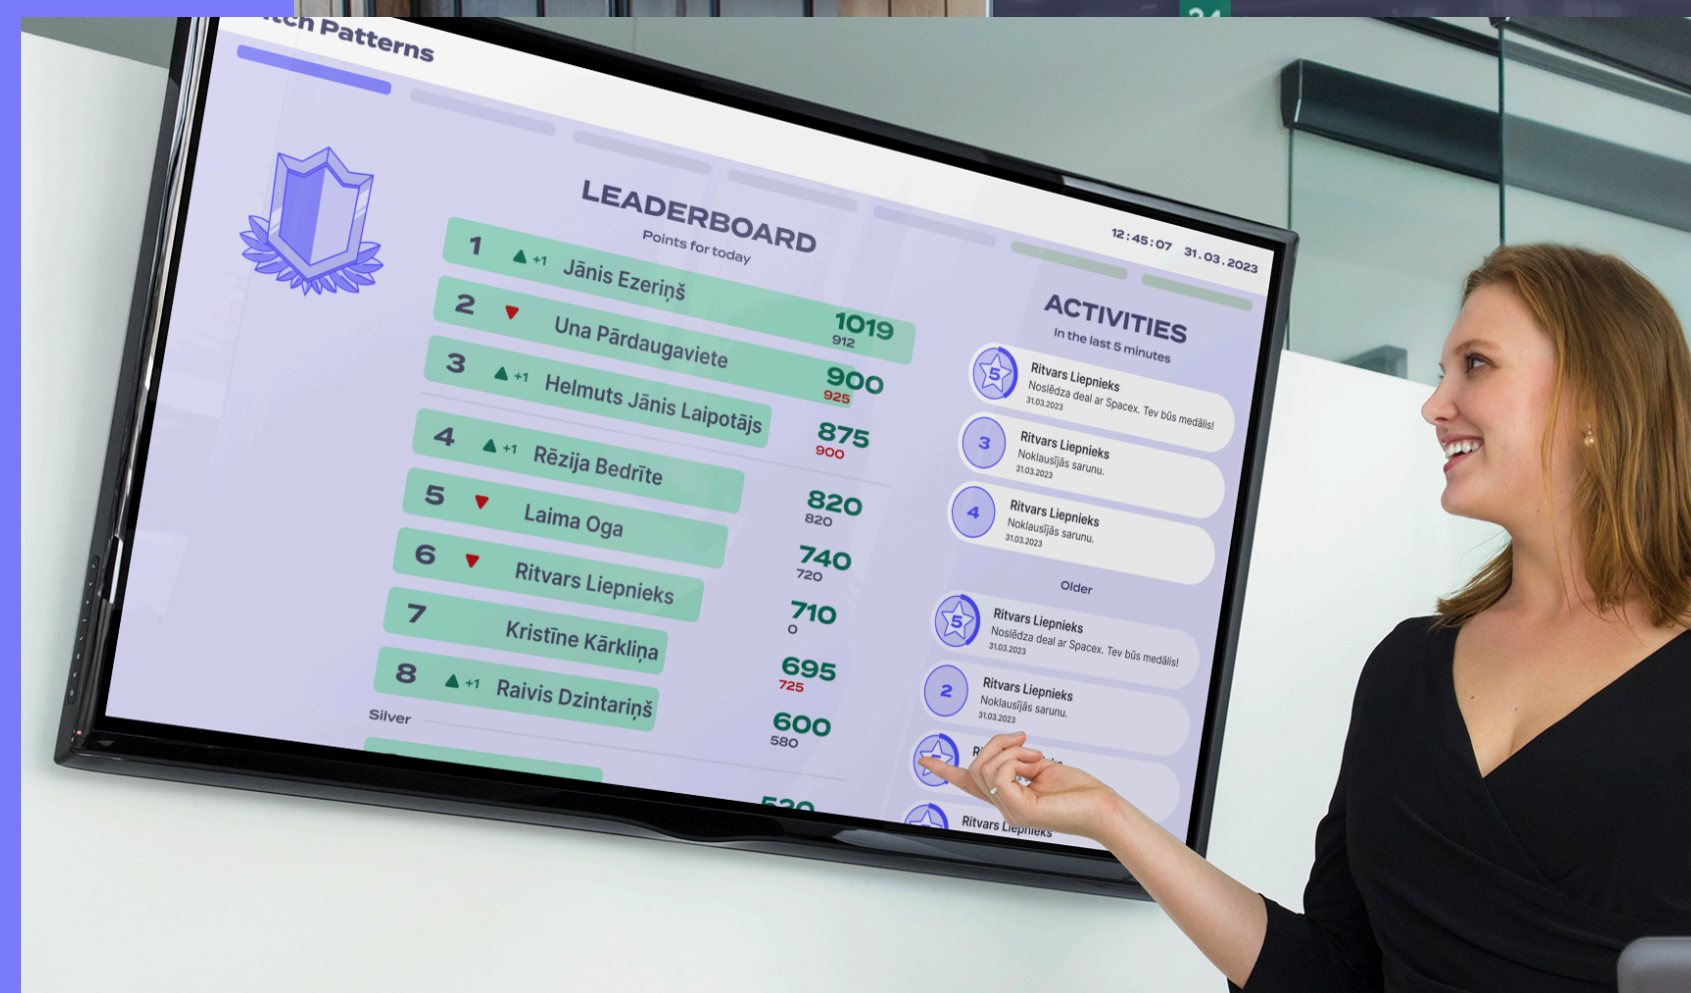 24
tch Patterns
12:45:07 31.03.2023
LEADERBOARD
Points for today
1 ▲ +1 Jānis Ezeriņš 1019
912
2 ▼ Una Pārdaugaviete 900
925
3 ▲ +1 Helmuts Jānis Laipotājs 875
900
4 ▲ +1 Rēzija Bedrīte 820
820
5 ▼ Laima Oga 740
720
6 ▼ Ritvars Liepnieks 710
0
7 Kristīne Kārkliņa 695
725
8 ▲ +1 Raivis Dzintariņš 600
580
Silver
520
ACTIVITIES
In the last 5 minutes
5 Ritvars Liepnieks
Noslēdza deal ar Spacex. Tev būs medālis!
31.03.2023
3 Ritvars Liepnieks
Noklausījās sarunu.
31.03.2023
4 Ritvars Liepnieks
Noklausījās sarunu.
31.03.2023
Older
5 Ritvars Liepnieks
Noslēdza deal ar Spacex. Tev būs medālis!
31.03.2023
2 Ritvars Liepnieks
Noklausījās sarunu.
31.03.2023
Ritvars Liepnieks